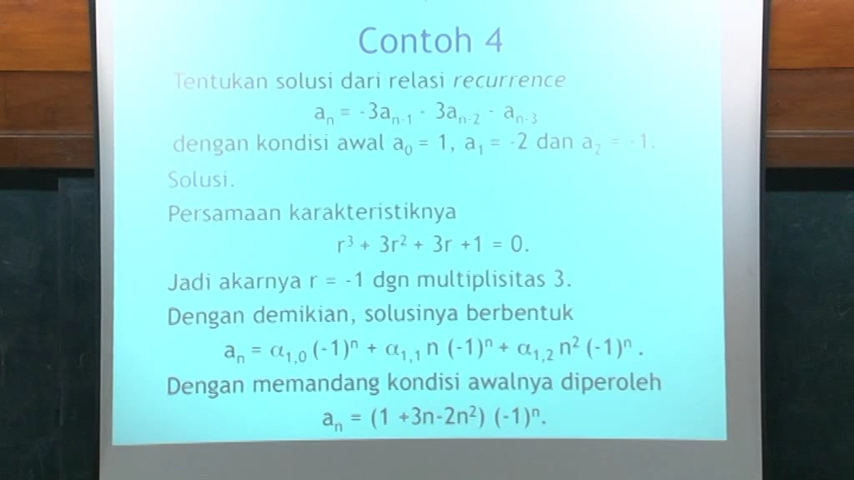 Contoh 4
Tentukan solusi dari relasi recurrence
aₙ = -3aₙ₋₁ - 3aₙ₋₂ - aₙ₋₃
dengan kondisi awal a₀ = 1, a₁ = -2 dan a₂ = -1.
Solusi.
Persamaan karakteristiknya
r³ + 3r² + 3r +1 = 0.
Jadi akarnya r = -1 dgn multiplisitas 3.
Dengan demikian, solusinya berbentuk
aₙ = α₁,₀ (-1)ⁿ + α₁,₁ n (-1)ⁿ + α₁,₂ n² (-1)ⁿ .
Dengan memandang kondisi awalnya diperoleh
aₙ = (1 +3n-2n²) (-1)ⁿ.